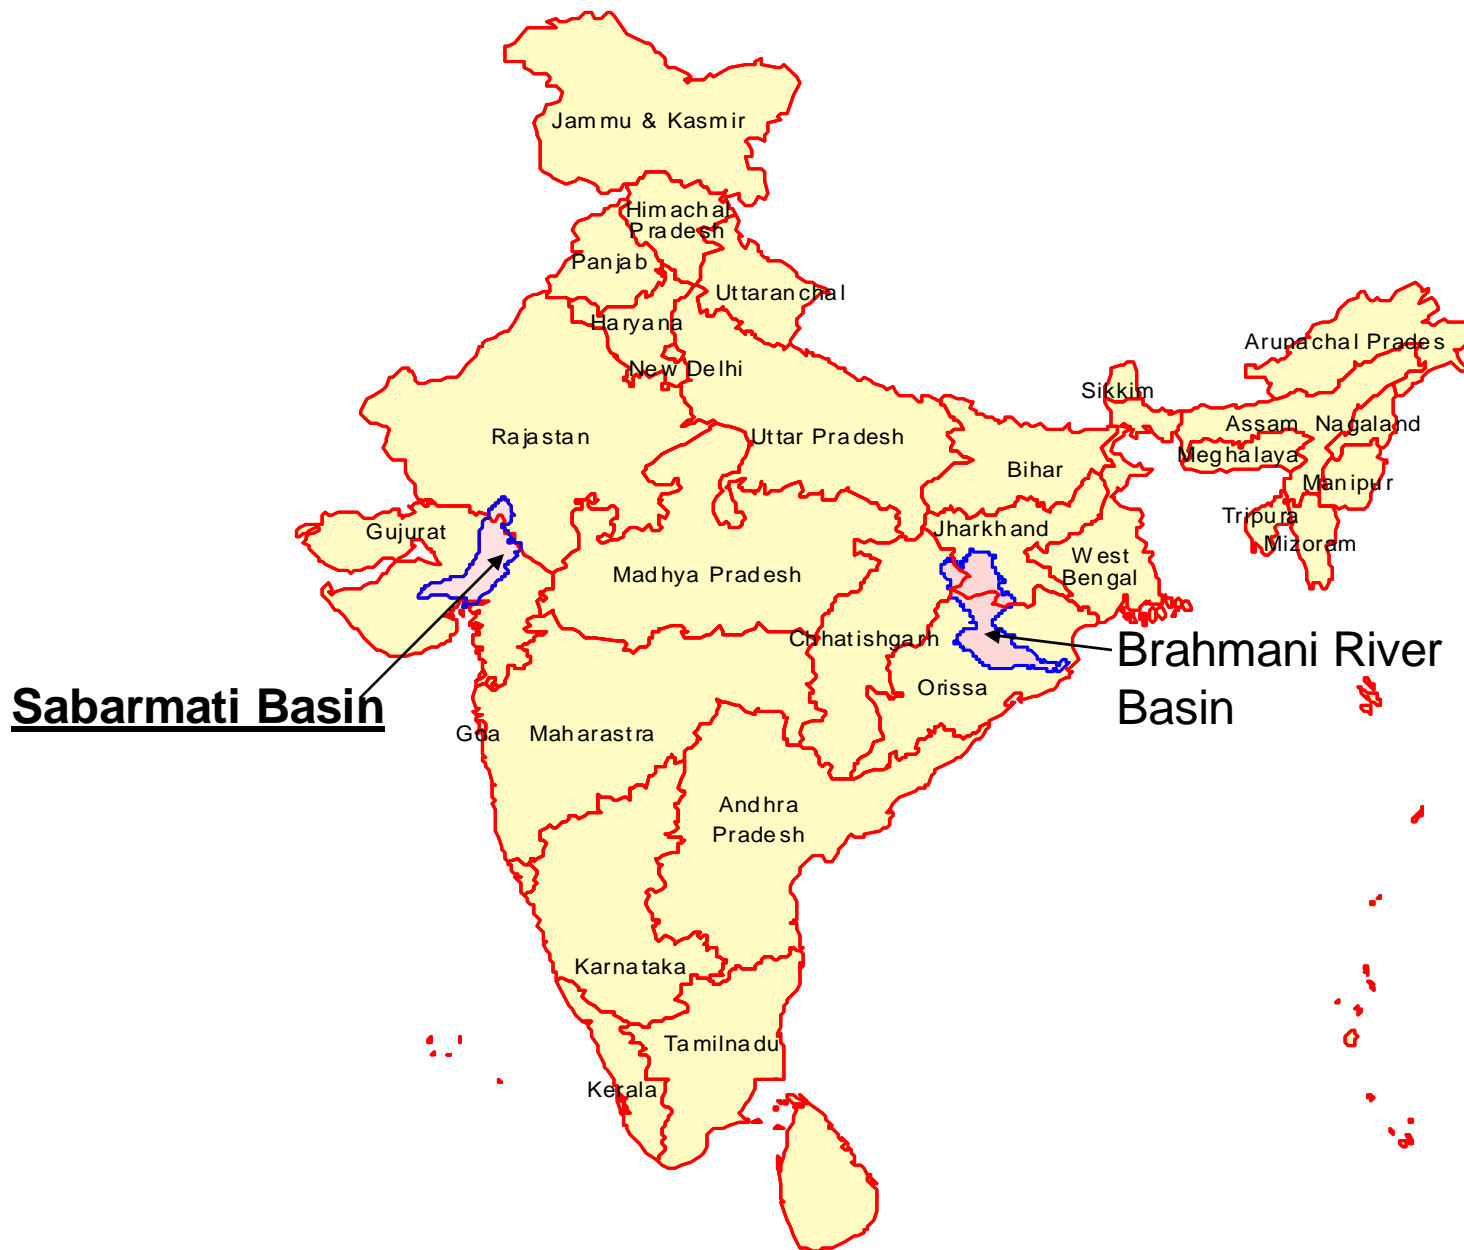 Jammu & Kasmir
Himachal
Pradesh
Panjab
Uttaranchal
Haryana
New Delhi
Arunachal Prades
Sikkim
Rajastan
Uttar Pradesh
Assam
Nagaland
Meghalaya
Bihar
Manipur
Gujurat
Jharkhand
Tripura
Mizoram
West
Bengal
Madhya Pradesh
Chhatishgarh
Brahmani River
Basin
Orissa
Sabarmati Basin
Goa
Maharastra
Andhra
Pradesh
Karnataka
Tamilnadu
Kerala